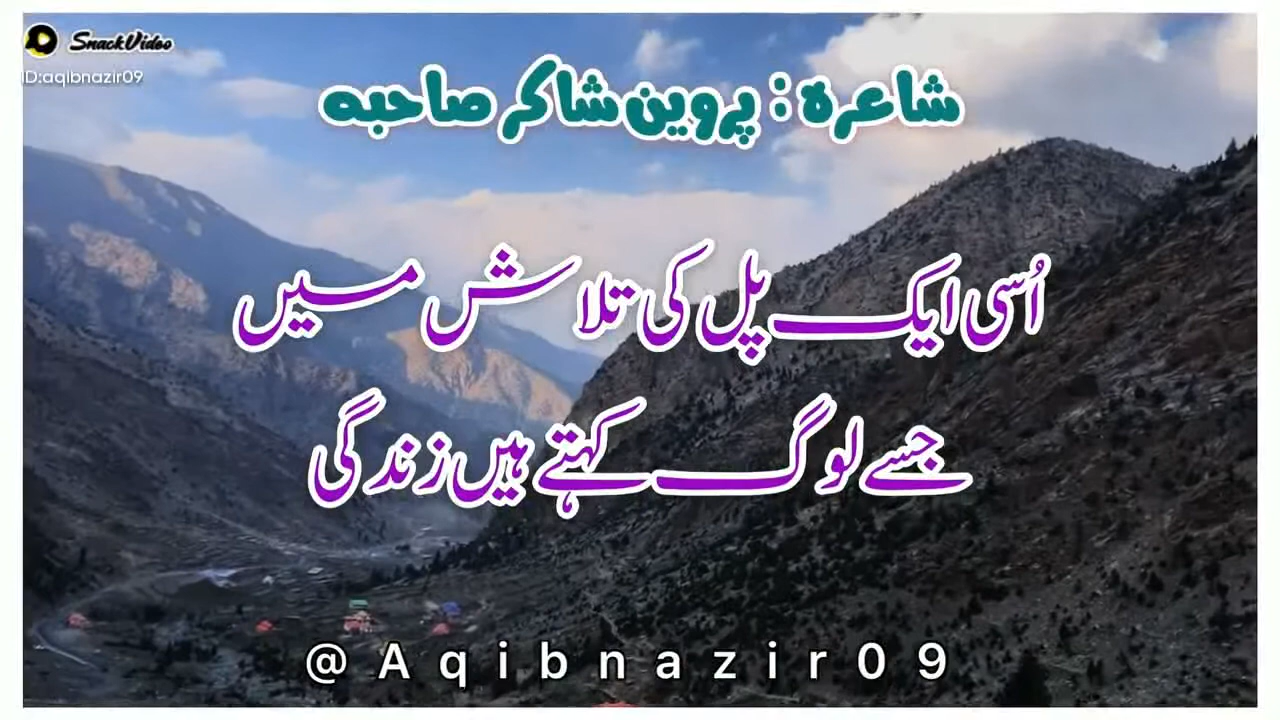 SnackVideo
ID:aqibnazir09
شاعرہ : پروین شاکر صاحبہ
اُسی ایک پل کی تلاش میں
جسے لوگ کہتے ہیں زندگی
@Aqibnazir09